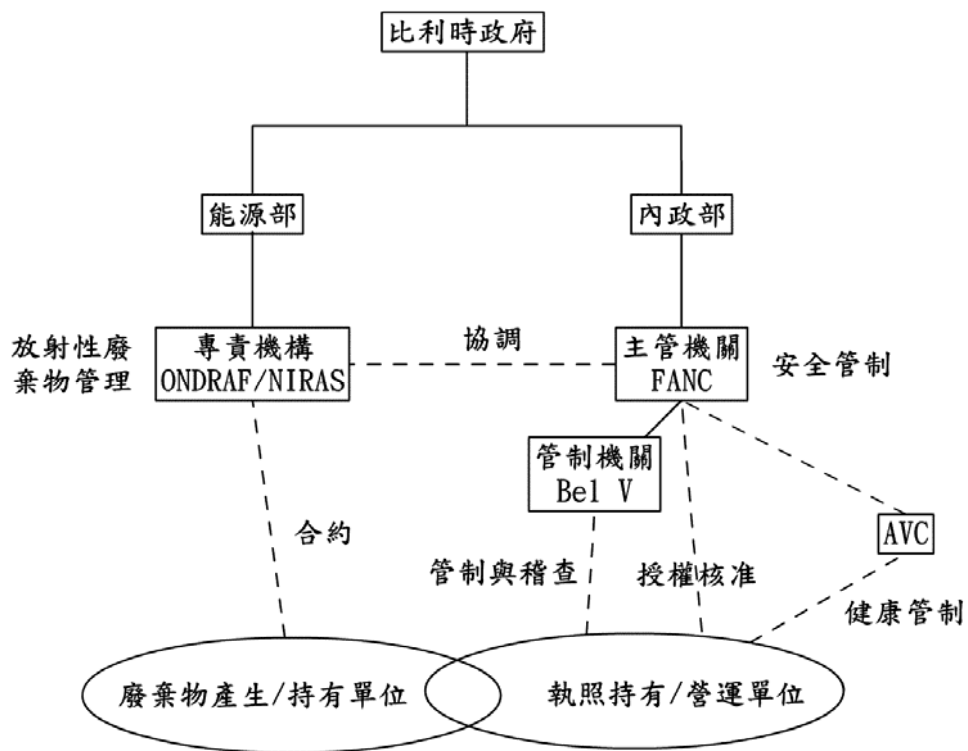 比利時政府
能源部
內政部
放射性廢
棄物管理
專責機構
ONDRAF/NIRAS
協調
主管機關
FANC
安全管制
管制機關
Bel V
合約
管制與稽查
授權核准
AVC
健康管制
廢棄物產生/持有單位
執照持有/營運單位